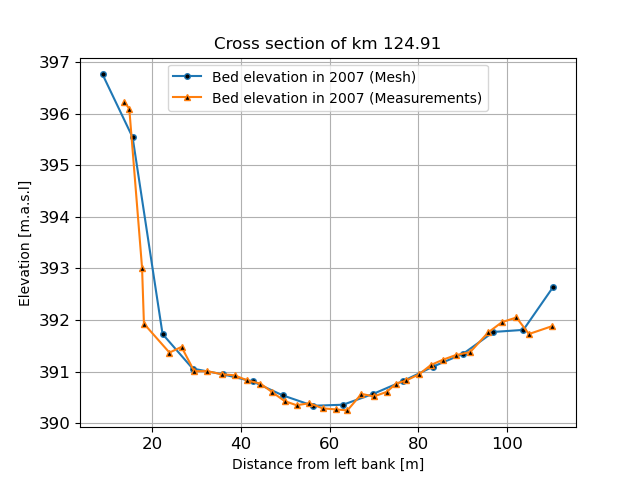 Cross section of km 124.91
Bed elevation in 2007 (Mesh)
Bed elevation in 2007 (Measurements)
397
396
395
394
393
392
391
390
Elevation [m.a.s.l]
20 40 60 80 100
Distance from left bank [m]